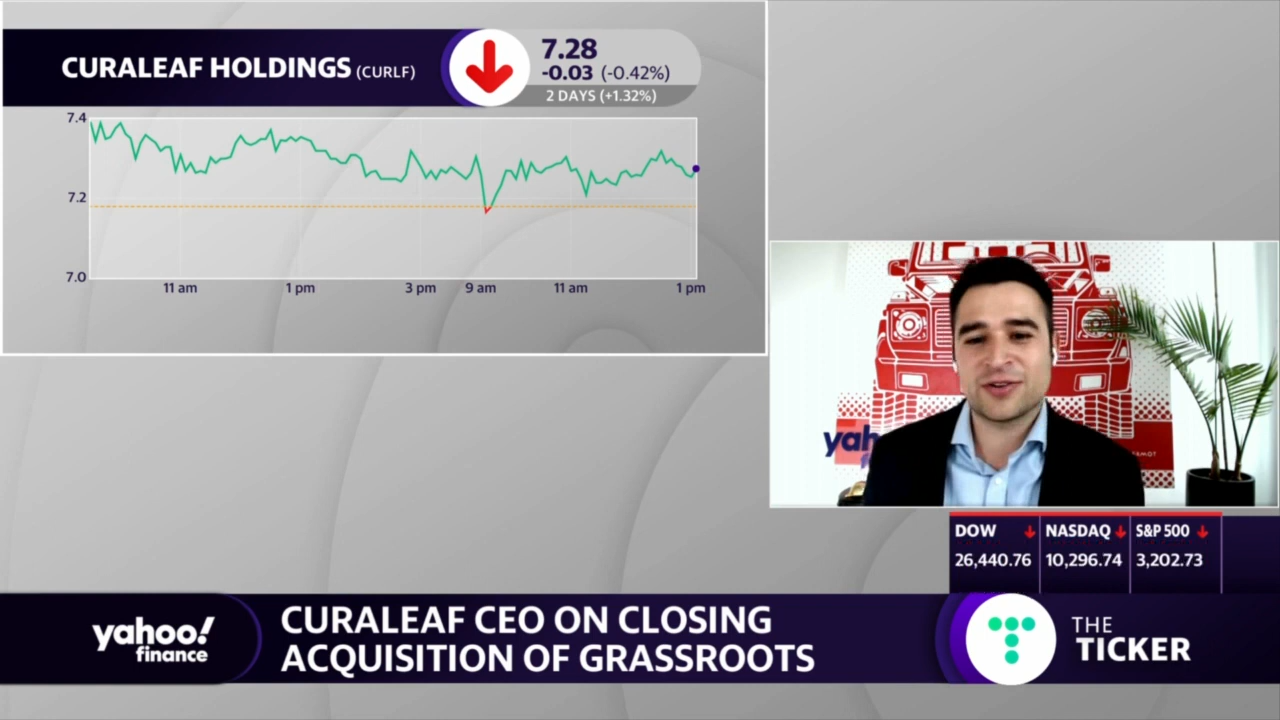 CURALEAF HOLDINGS (CURLF)
7.28
-0.03 (-0.42%)
2 DAYS (+1.32%)
7.4
7.2
7.0
11 am 1 pm 3 pm 9 am 11 am 1 pm
yah
DOW NASDAQ S&P 500
26,440.76 10,296.74 3,202.73
yahoo!
finance
CURALEAF CEO ON CLOSING
ACQUISITION OF GRASSROOTS
THE
TICKER